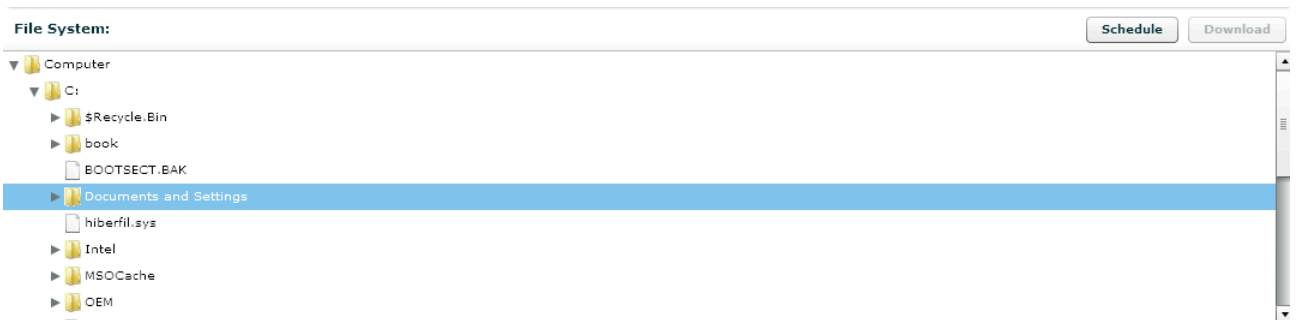 File System: Schedule Download
Computer
C:
$Recycle.Bin
book
BOOTSECT.BAK
Documents and Settings
hiberfil.sys
Intel
MSOCache
OEM